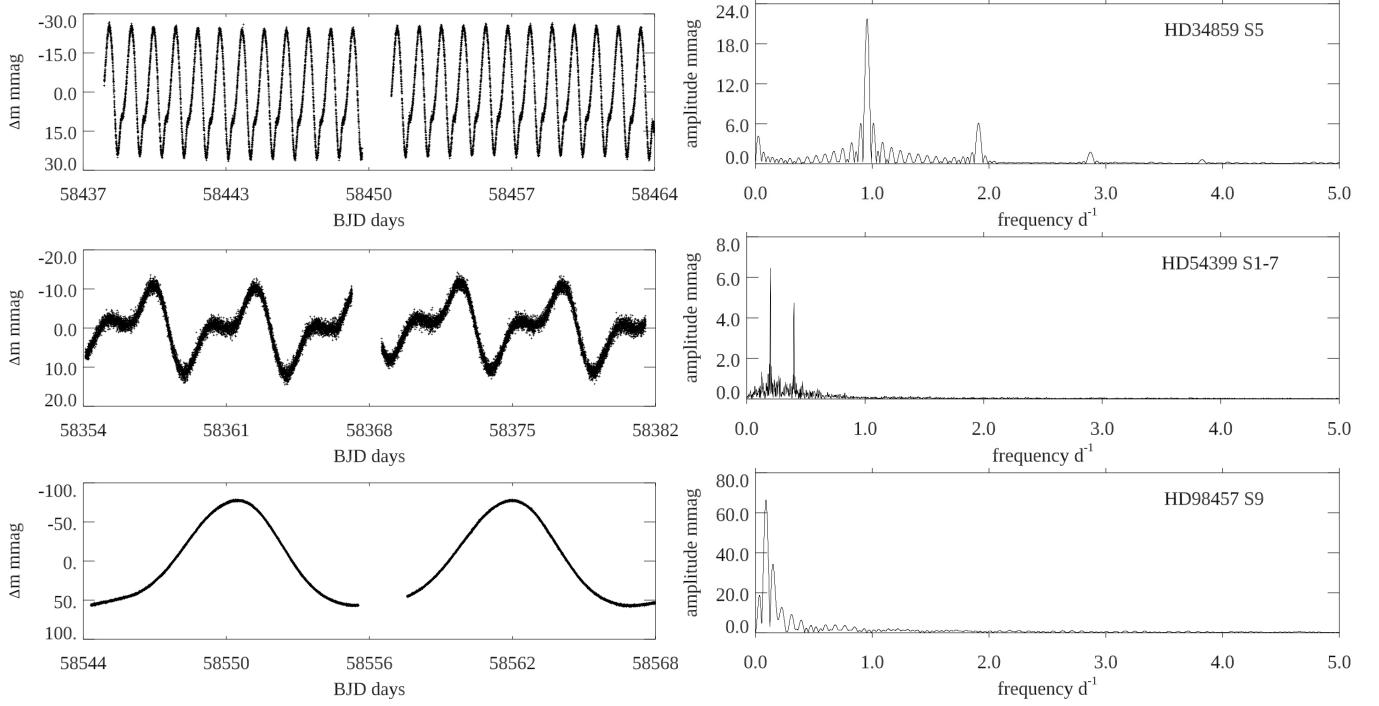 -30.0
-15.0
0.0
15.0
30.0
Δm mmag
58437 58443 58450 58457 58464
BJD days
24.0
18.0
12.0
6.0
0.0
amplitude mmag
HD34859 S5
0.0 1.0 2.0 3.0 4.0 5.0
frequency d-1
-20.0
-10.0
0.0
10.0
20.0
Δm mmag
58354 58361 58368 58375 58382
BJD days
8.0
6.0
4.0
2.0
0.0
amplitude mmag
HD54399 S1-7
0.0 1.0 2.0 3.0 4.0 5.0
frequency d-1
-100.
-50.
0.
50.
100.
Δm mmag
58544 58550 58556 58562 58568
BJD days
80.0
60.0
40.0
20.0
0.0
amplitude mmag
HD98457 S9
0.0 1.0 2.0 3.0 4.0 5.0
frequency d-1